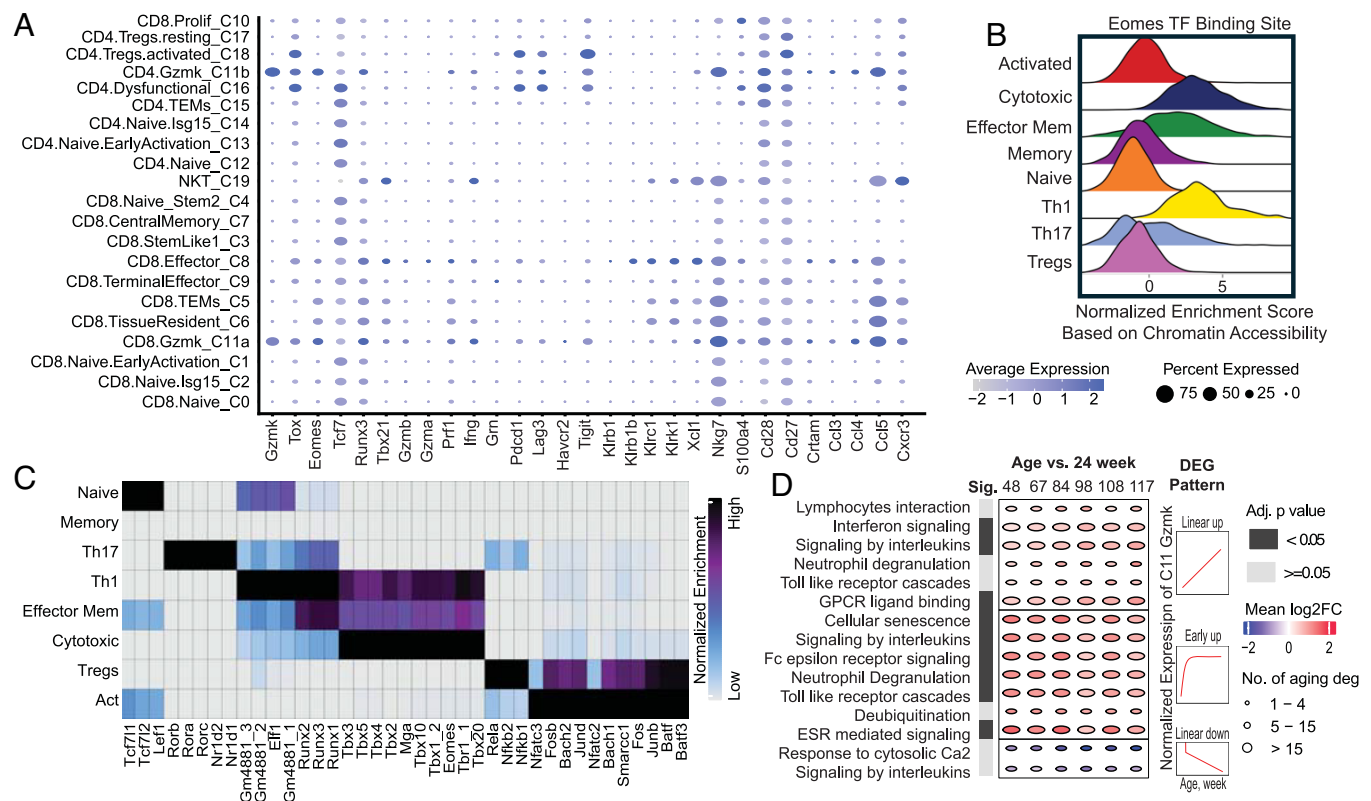 A
CD8.Prolif_C10
CD4.Tregs.resting_C17
CD4.Tregs.activated_C18
CD4.Gzmk_C11b
CD4.Dysfunctional_C16
CD4.TEMs_C15
CD4.Naive.Isg15_C14
CD4.Naive.EarlyActivation_C13
CD4.Naive_C12
NKT_C19
CD8.Naive_Stem2_C4
CD8.CentralMemory_C7
CD8.StemLike1_C3
CD8.Effector_C8
CD8.TerminalEffector_C9
CD8.TEMs_C5
CD8.TissueResident_C6
CD8.Gzmk_C11a
CD8.Naive.EarlyActivation_C1
CD8.Naive.Isg15_C2
CD8.Naive_C0
Gzmk
Tox
Eomes
Tcf7
Runx3
Tbx21
Gzmb
Gzma
Prf1
Ifng
Grn
Pdcd1
Lag3
Havcr2
Tigit
Klrb1
Klrb1b
Klrc1
Klrk1
Xcl1
Nkg7
S100a4
Cd28
Cd27
Crtam
Ccl3
Ccl4
Ccl5
Cxcr3
B
Eomes TF Binding Site
Activated
Cytotoxic
Effector Mem
Memory
Naive
Th1
Th17
Tregs
0 5
Normalized Enrichment Score
Based on Chromatin Accessibility
Average Expression
−2 −1 0 1 2
Percent Expressed
75 50 25 0
C
Naive
Memory
Th17
Th1
Effector Mem
Cytotoxic
Tregs
Act
Tcf7l1
Tcf7l2
Lef1
Rorb
Rora
Rorc
Nr1d2
Nr1d1
Gm4881_3
Gm4881_2
Elf1
Gm4881_1
Runx2
Runx3
Runx1
Tbx3
Tbx5
Tbx4
Tbx2
Mga
Tbx10
Tbx1_2
Eomes
Tbr1_1
Tbx20
Rela
Nfkb2
Nfkb1
Nfatc3
Fosb
Bach2
Jund
Nfatc2
Bach1
Smarcc1
Fos
Junb
Batf
Batf3
Normalized Enrichment
High
Low
D
Age vs. 24 week
Sig. 48 67 84 98 108 117
Lymphocytes interaction
Interferon signaling
Signaling by interleukins
Neutrophil degranulation
Toll like receptor cascades
GPCR ligand binding
Cellular senescence
Signaling by interleukins
Fc epsilon receptor signaling
Neutrophil Degranulation
Toll like receptor cascades
Deubiquitination
ESR mediated signaling
Response to cytosolic Ca2
Signaling by interleukins
DEG
Pattern
Normalized Expression of C11 Gzmk
Linear up
Early up
Linear down
Age, week
Adj. p value
< 0.05
>=0.05
Mean log2FC
−2 0 2
No. of aging deg
1 – 4
5 – 15
> 15